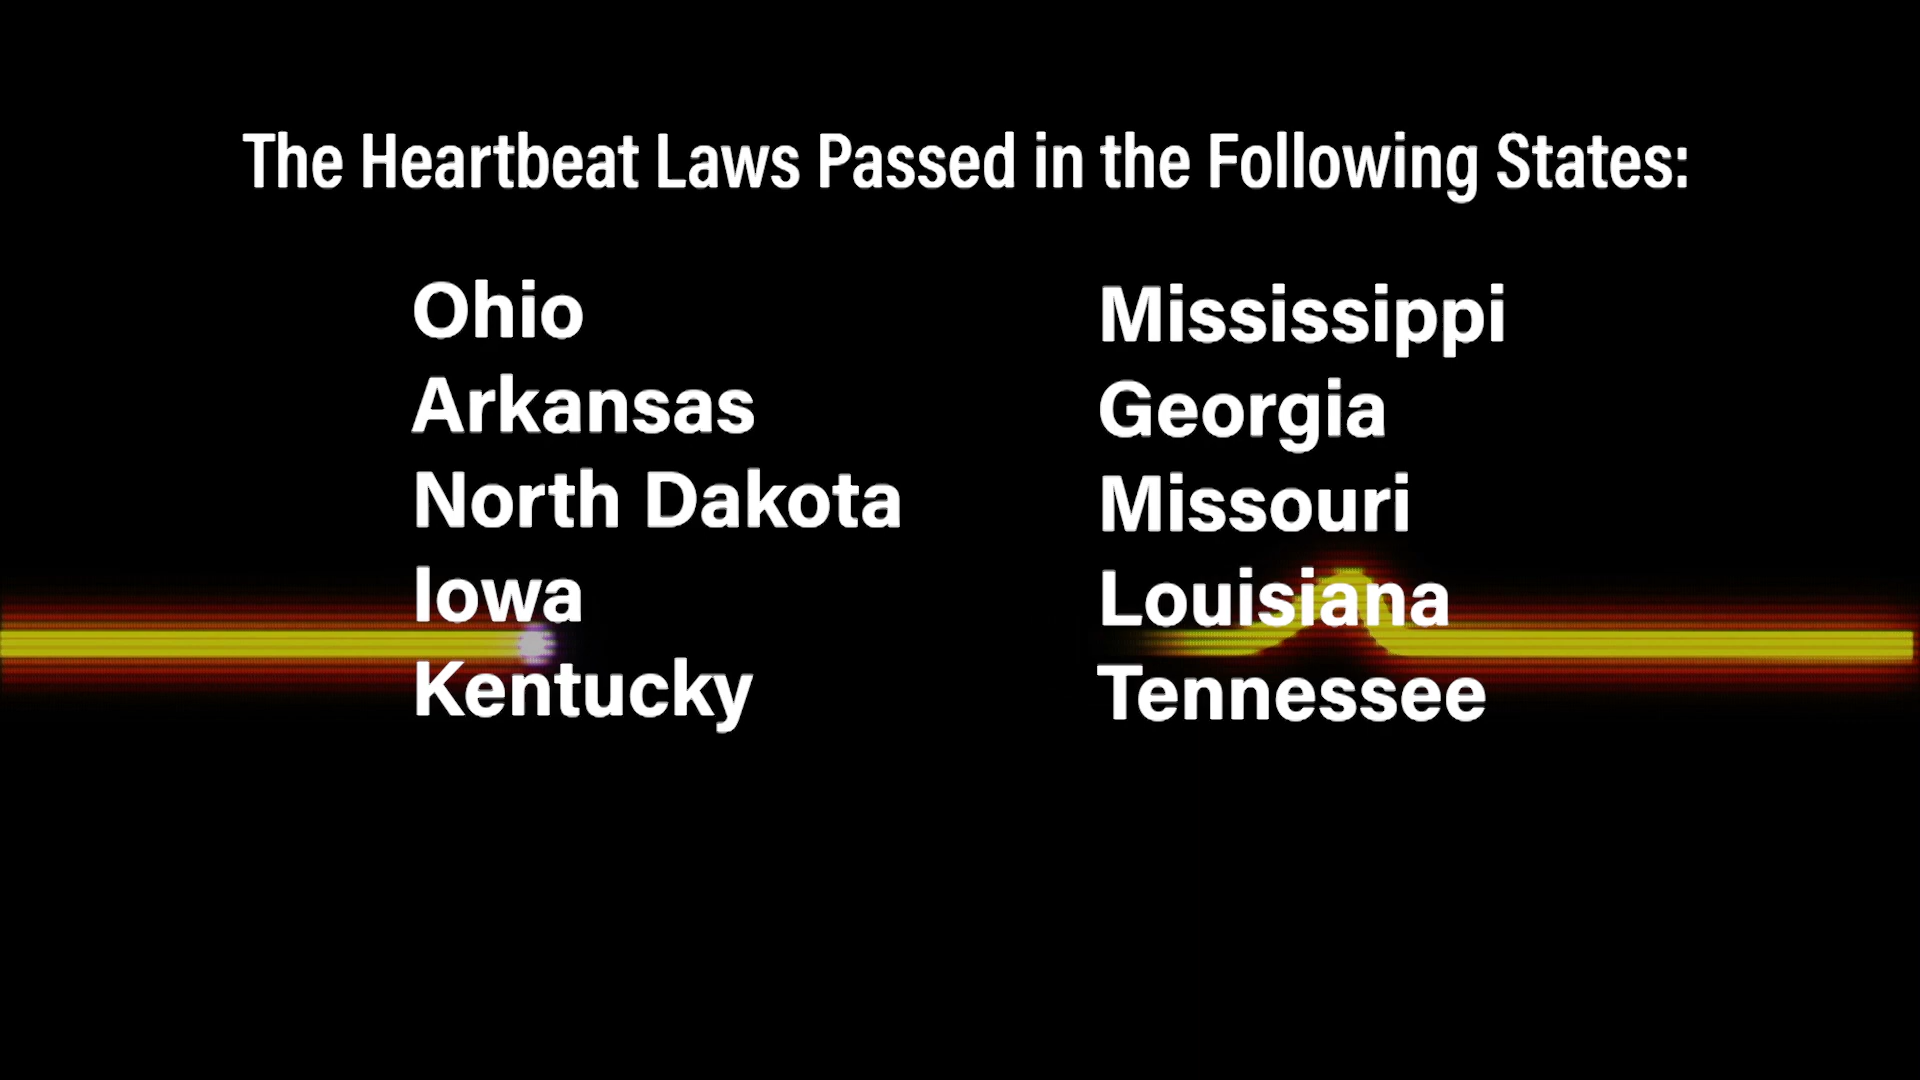 The Heartbeat Laws Passed in the Following States:
Ohio
Arkansas
North Dakota
Iowa
Kentucky
Mississippi
Georgia
Missouri
Louisiana
Tennessee